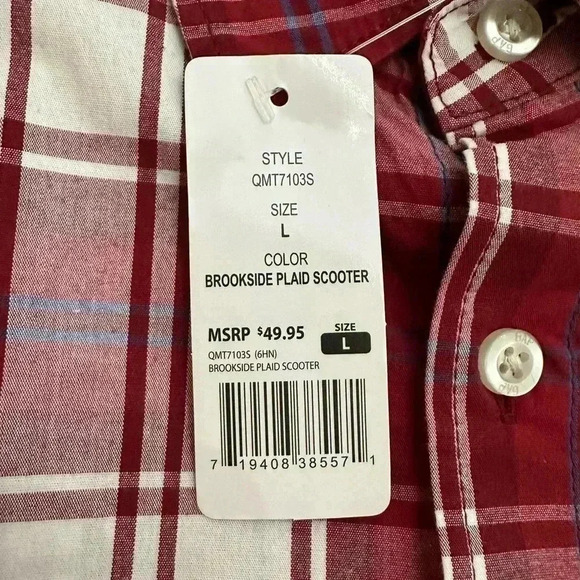 GAP
STYLE
QMT7103S
SIZE
L
COLOR
BROOKSIDE PLAID SCOOTER
MSRP $49.95
SIZE
L
QMT7103S (6HN)
BROOKSIDE PLAID SCOOTER
7 19408 38557 1